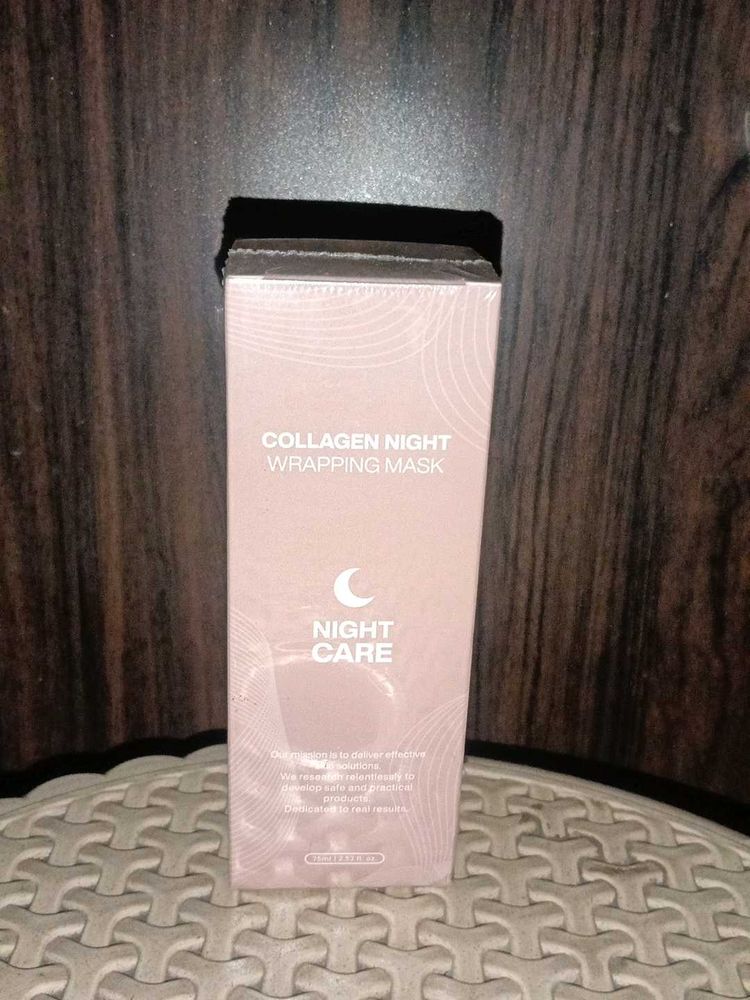 COLLAGEN NIGHT
WRAPPING MASK
NIGHT
CARE
Our mission is to deliver effective
skin solutions.
We research relentlessly to
develop safe and practical
products.
Dedicated to real results.
75ml | 2.53 fl. oz.